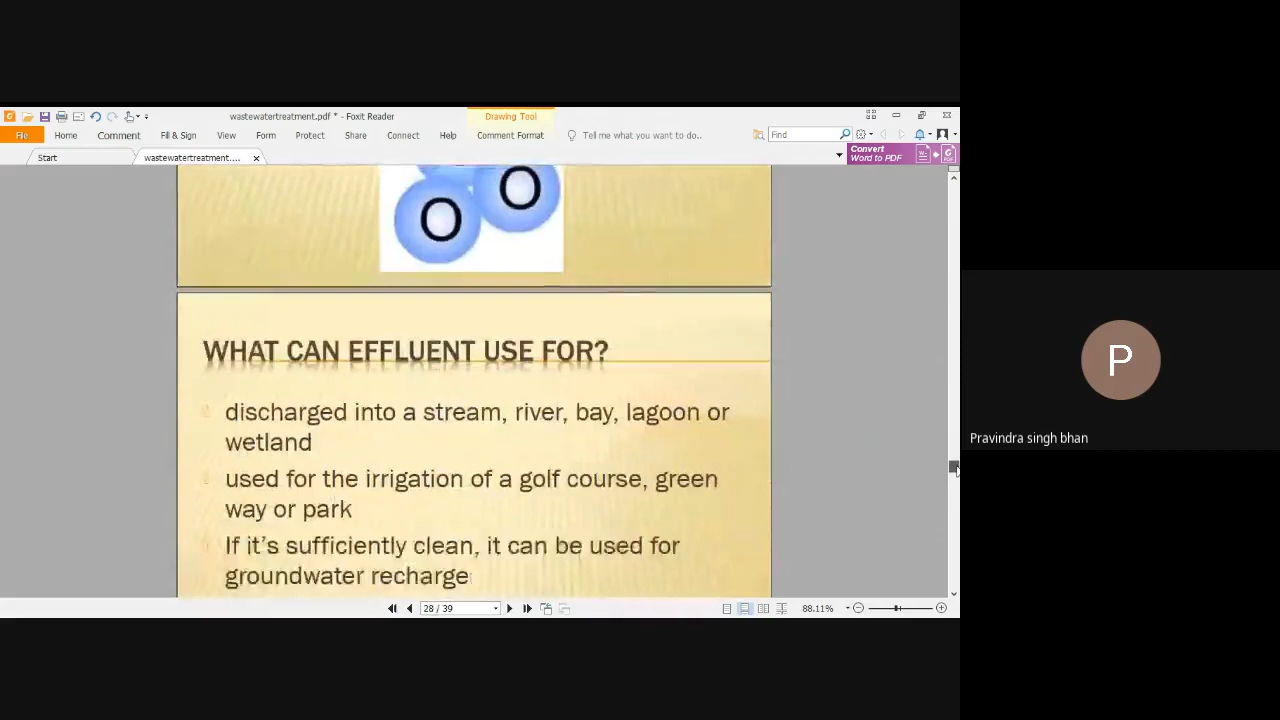 wastewatertreatment.pdf * - Foxit Reader
Drawing Tool
File Home Comment Fill & Sign View Form Protect Share Connect Help Comment Format Tell me what you want to do.. Find
Start wastewatertreatment.... Convert
Word to PDF
O O
WHAT CAN EFFLUENT USE FOR?
discharged into a stream, river, bay, lagoon or
wetland
used for the irrigation of a golf course, green
way or park
If it's sufficiently clean, it can be used for
groundwater recharge
28 / 39 88.11%
P
Pravindra singh bhan